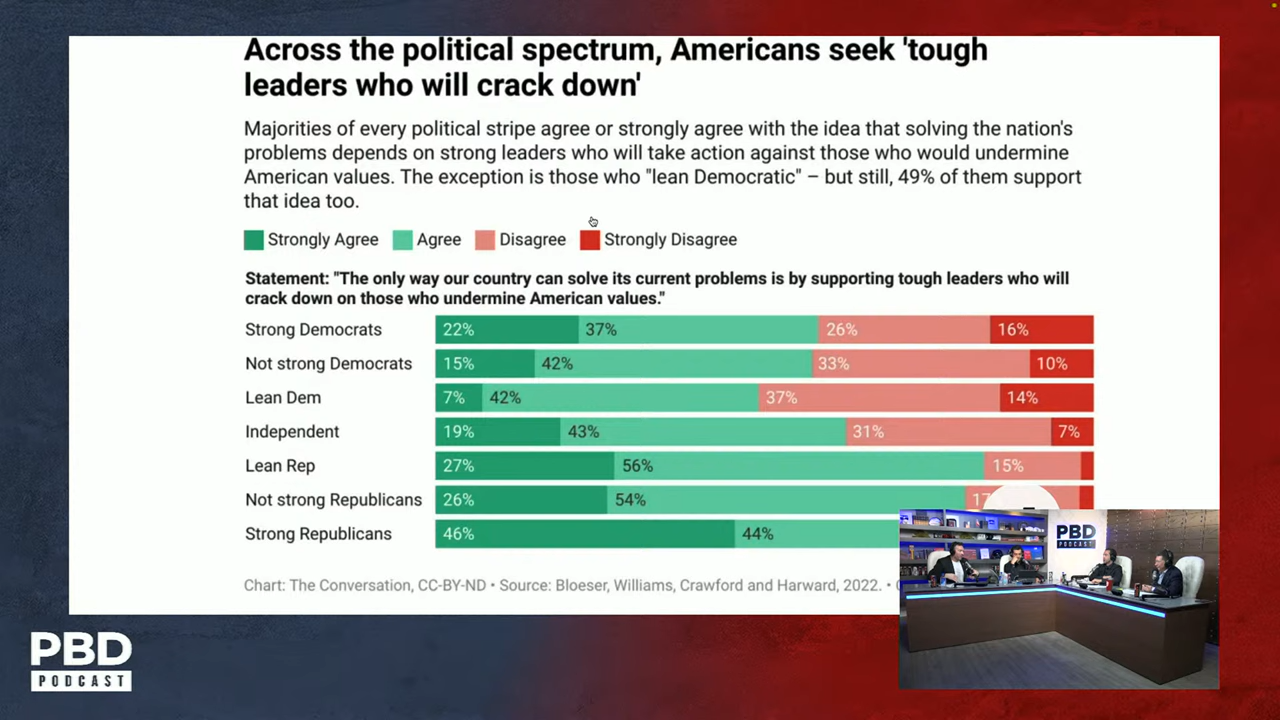 Across the political spectrum, Americans seek 'tough
leaders who will crack down'
Majorities of every political stripe agree or strongly agree with the idea that solving the nation's
problems depends on strong leaders who will take action against those who would undermine
American values. The exception is those who "lean Democratic" – but still, 49% of them support
that idea too.
Strongly Agree Agree Disagree Strongly Disagree
Statement: "The only way our country can solve its current problems is by supporting tough leaders who will
crack down on those who undermine American values."
Strong Democrats 22% 37% 26% 16%
Not strong Democrats 15% 42% 33% 10%
Lean Dem 7% 42% 37% 14%
Independent 19% 43% 31% 7%
Lean Rep 27% 56% 15%
Not strong Republicans 26% 54% 17
Strong Republicans 46% 44%
Chart: The Conversation, CC-BY-ND • Source: Bloeser, Williams, Crawford and Harward, 2022. •
PBD
PODCAST
PBD
PODCAST